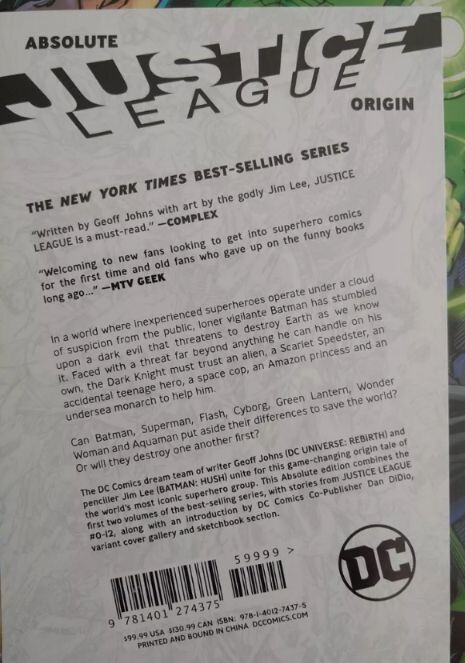 ABSOLUTE
JUSTICE
LEAGUE
ORIGIN
THE NEW YORK TIMES BEST-SELLING SERIES
"Written by Geoff Johns with art by the godly Jim Lee, JUSTICE
LEAGUE is a must-read." —COMPLEX
"Welcoming to new fans looking to get into superhero comics
for the first time and old fans who gave up on the funny books
long ago..." —MTV GEEK
In a world where inexperienced superheroes operate under a cloud
of suspicion from the public, loner vigilante Batman has stumbled
upon a dark evil that threatens to destroy Earth as we know
it. Faced with a threat far beyond anything he can handle on his
own, the Dark Knight must trust an alien, a Scarlet Speedster, an
accidental teenage hero, a space cop, an Amazon princess and an
undersea monarch to help him.
Can Batman, Superman, Flash, Cyborg, Green Lantern, Wonder
Woman and Aquaman put aside their differences to save the world?
Or will they destroy one another first?
The DC Comics dream team of writer Geoff Johns (DC UNIVERSE: REBIRTH) and
penciller Jim Lee (BATMAN: HUSH) unite for this game-changing origin tale of
the world's most iconic superhero group. This Absolute edition combines the
first two volumes of the best-selling series, with stories from JUSTICE LEAGUE
#0-12, along with an introduction by DC Comics Co-Publisher Dan DiDio,
variant cover gallery and sketchbook section.
59999 >
9 781401 274375
DC
$99.99 USA $130.99 CAN ISBN: 978-1-4012-7437-5
PRINTED AND BOUND IN CHINA DCCOMICS.COM